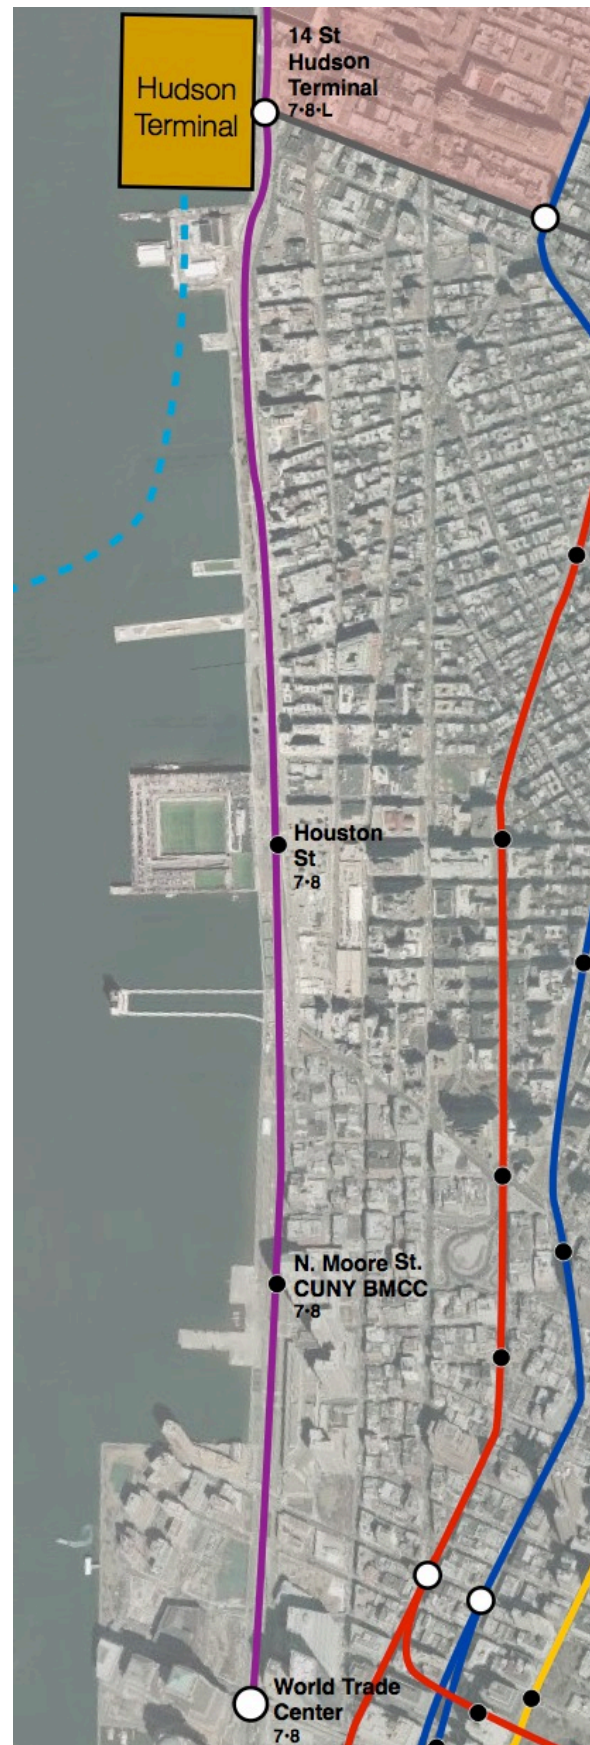 Hudson
Terminal
14 St
Hudson
Terminal
7•8•L
Houston
St
7•8
N. Moore St.
CUNY BMCC
7•8
World Trade
Center
7•8